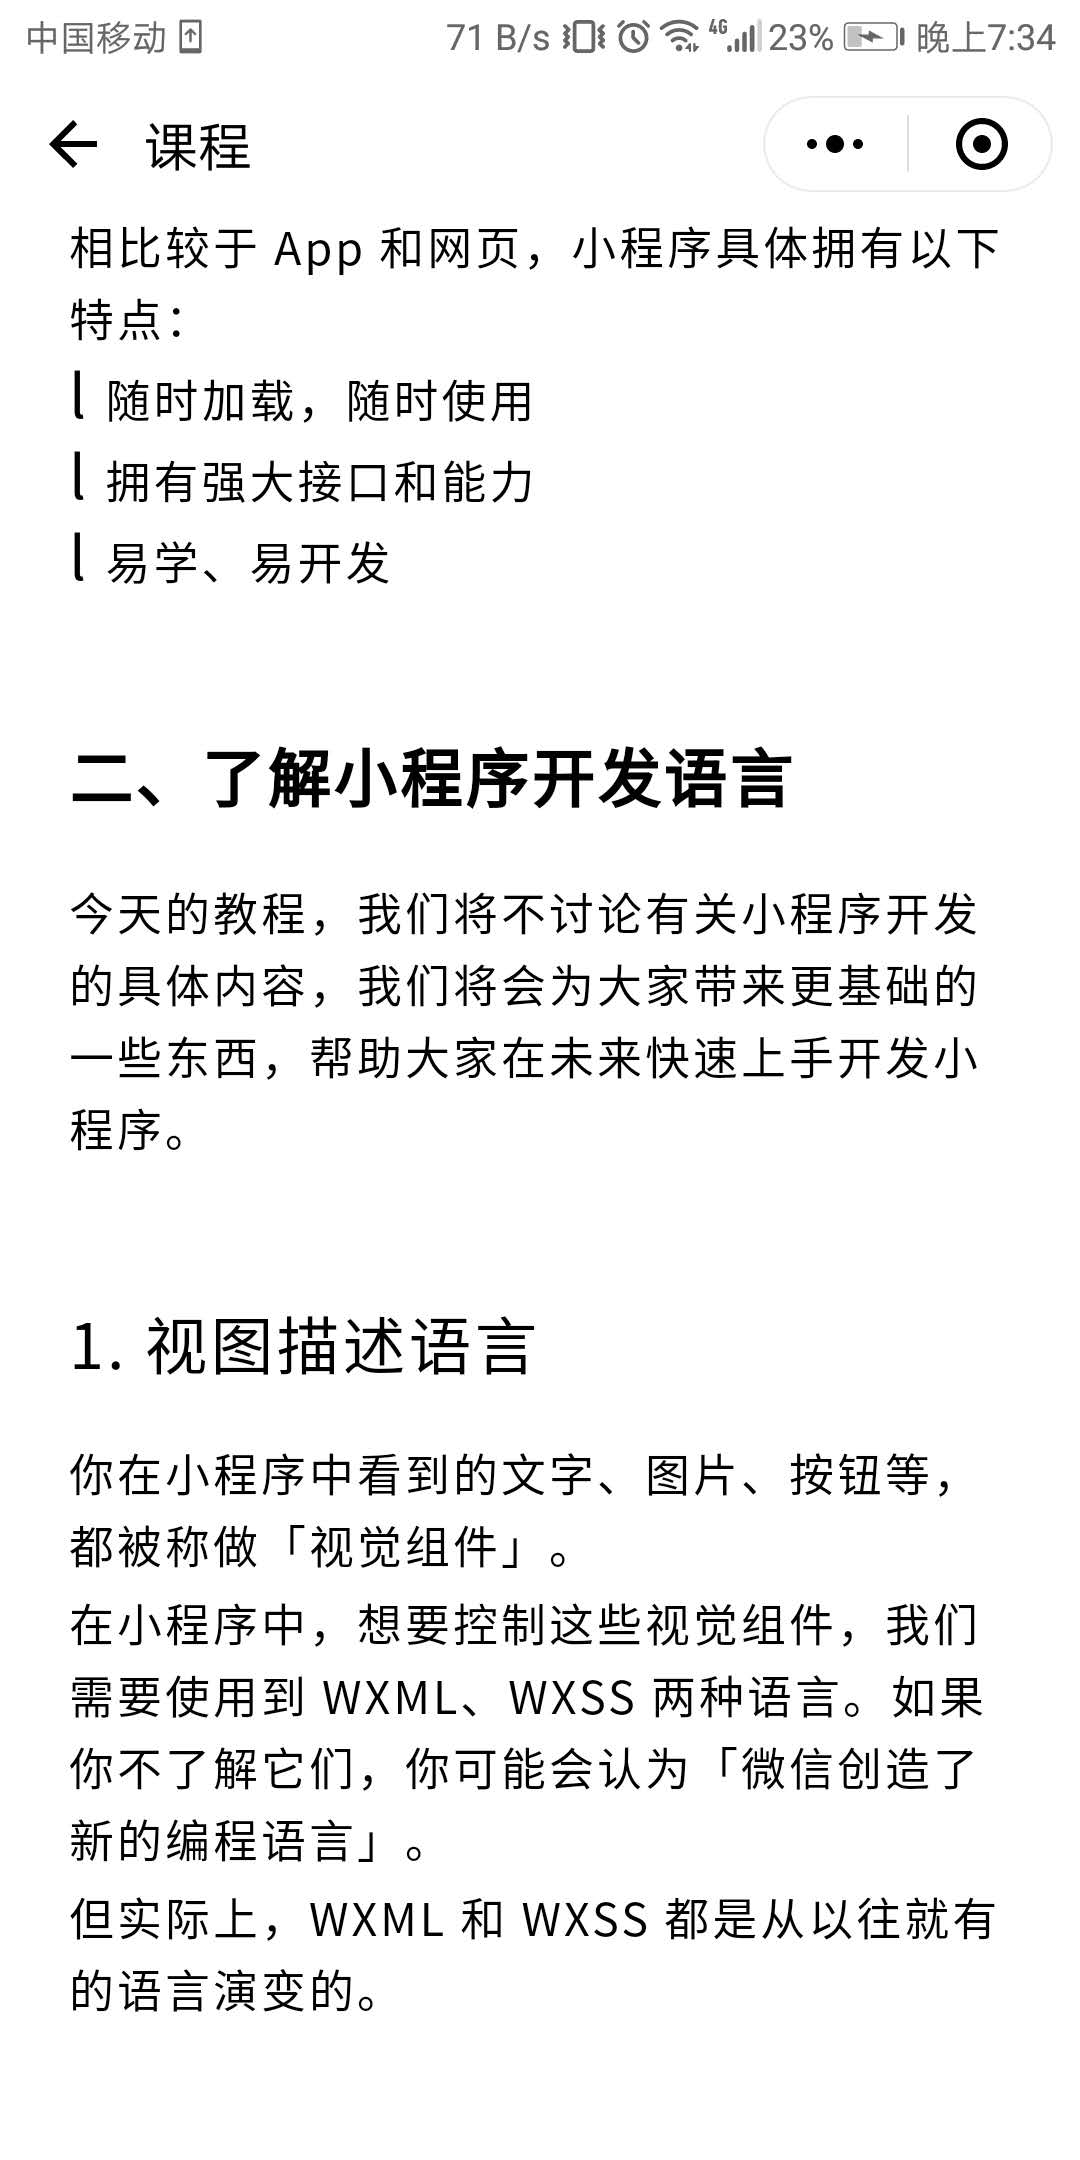 中国移动 71 B/s 4G 23% 晚上7:34
课程
相比较于 App 和网页，小程序具体拥有以下
特点：
l 随时加载，随时使用
l 拥有强大接口和能力
l 易学、易开发
二、了解小程序开发语言
今天的教程，我们将不讨论有关小程序开发
的具体内容，我们将会为大家带来更基础的
一些东西，帮助大家在未来快速上手开发小
程序。
1. 视图描述语言
你在小程序中看到的文字、图片、按钮等，
都被称做「视觉组件」。
在小程序中，想要控制这些视觉组件，我们
需要使用到 WXML、WXSS 两种语言。如果
你不了解它们，你可能会认为「微信创造了
新的编程语言」。
但实际上，WXML 和 WXSS 都是从以往就有
的语言演变的。